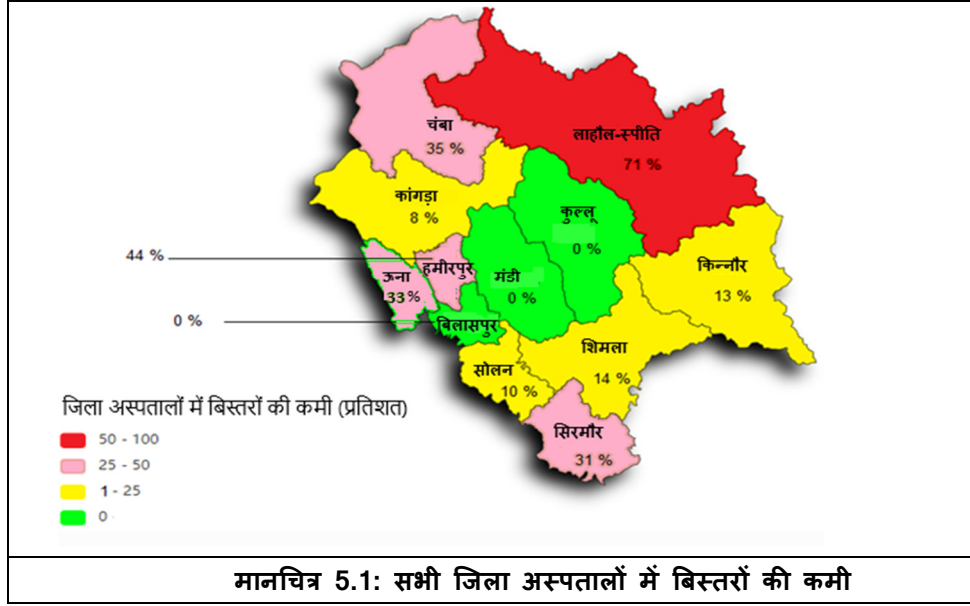 चंबा
35 %
लाहौल-स्पीति
71 %
कांगड़ा
8 %
कुल्लू
0 %
44 %
हमीरपुर
ऊना
33%
मंडी
0 %
किन्नौर
13 %
0 %
बिलासपुर
शिमला
14 %
सोलन
10 %
सिरमौर
31 %
जिला अस्पतालों में बिस्तरों की कमी (प्रतिशत)
50 - 100
25 - 50
1 - 25
0
मानचित्र 5.1: सभी जिला अस्पतालों में बिस्तरों की कमी